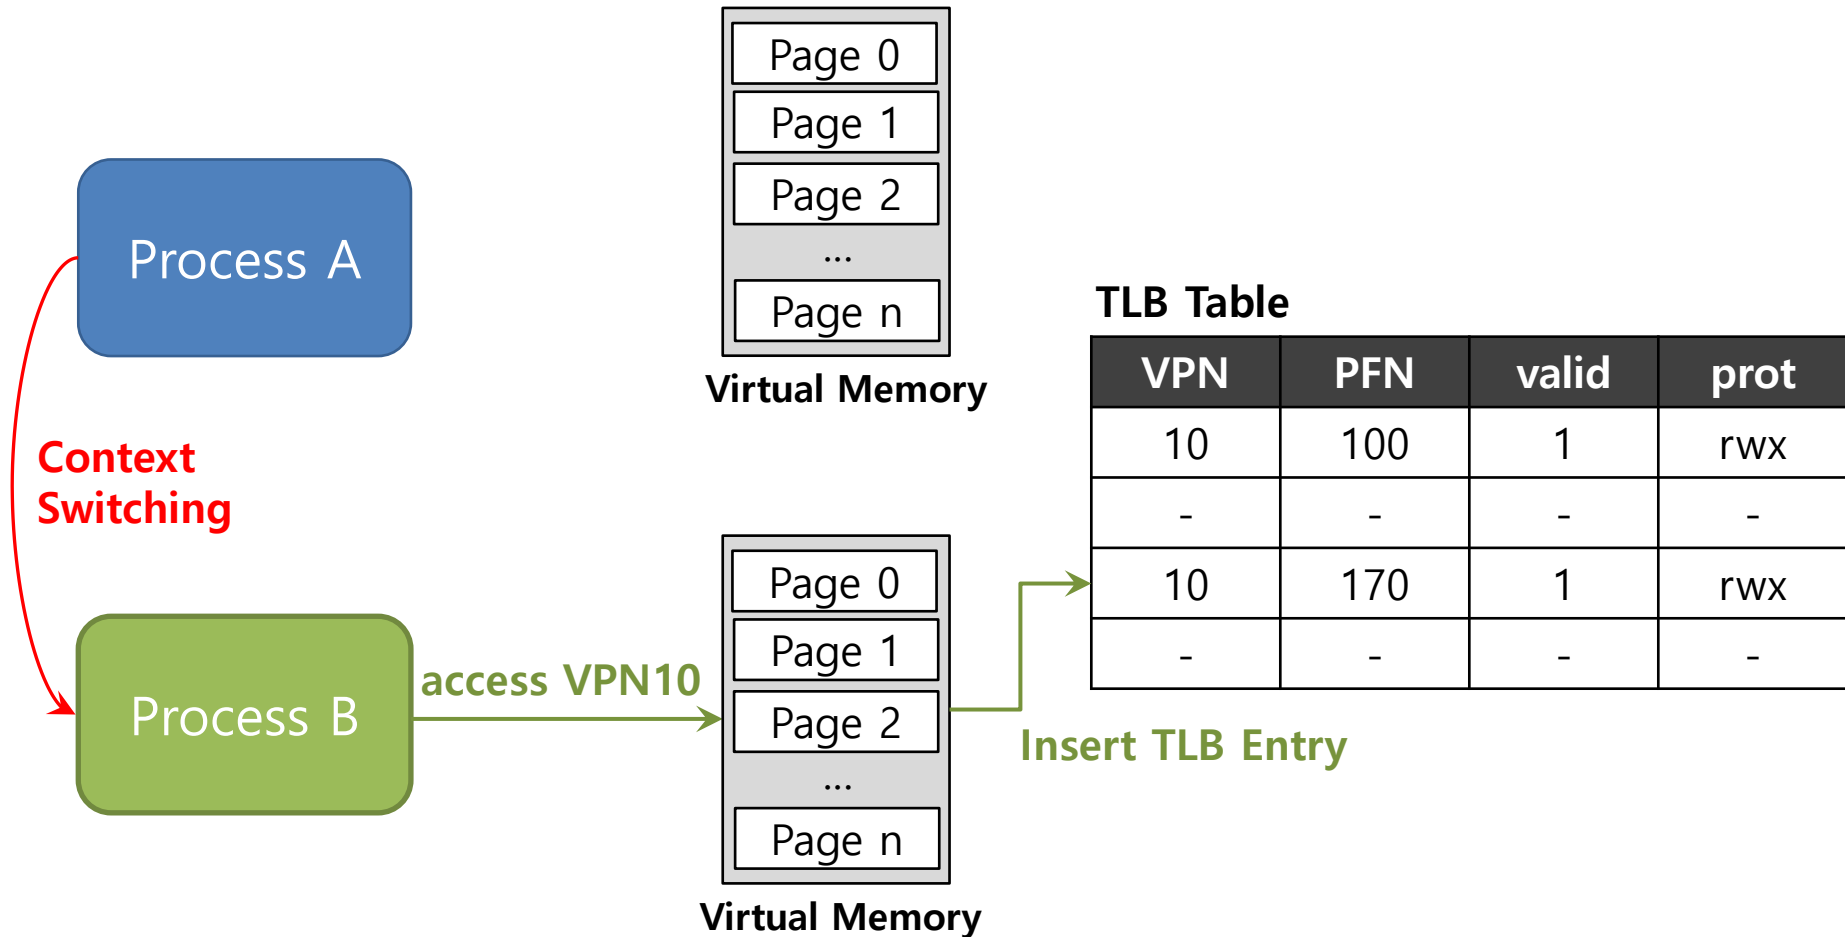 Page 0
Page 1
Page 2
...
Page n
Virtual Memory
Process A
Context
Switching
Process B
access VPN10
Page 0
Page 1
Page 2
...
Page n
Virtual Memory
Insert TLB Entry
TLB Table
VPN PFN valid prot
10 100 1 rwx
- - - -
10 170 1 rwx
- - - -